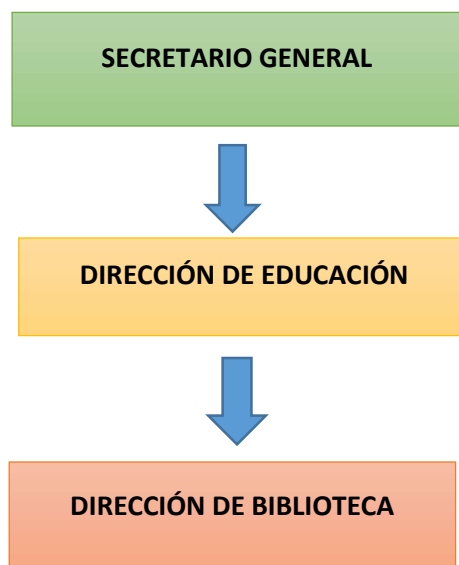 SECRETARIO GENERAL
DIRECCIÓN DE EDUCACIÓN
DIRECCIÓN DE BIBLIOTECA